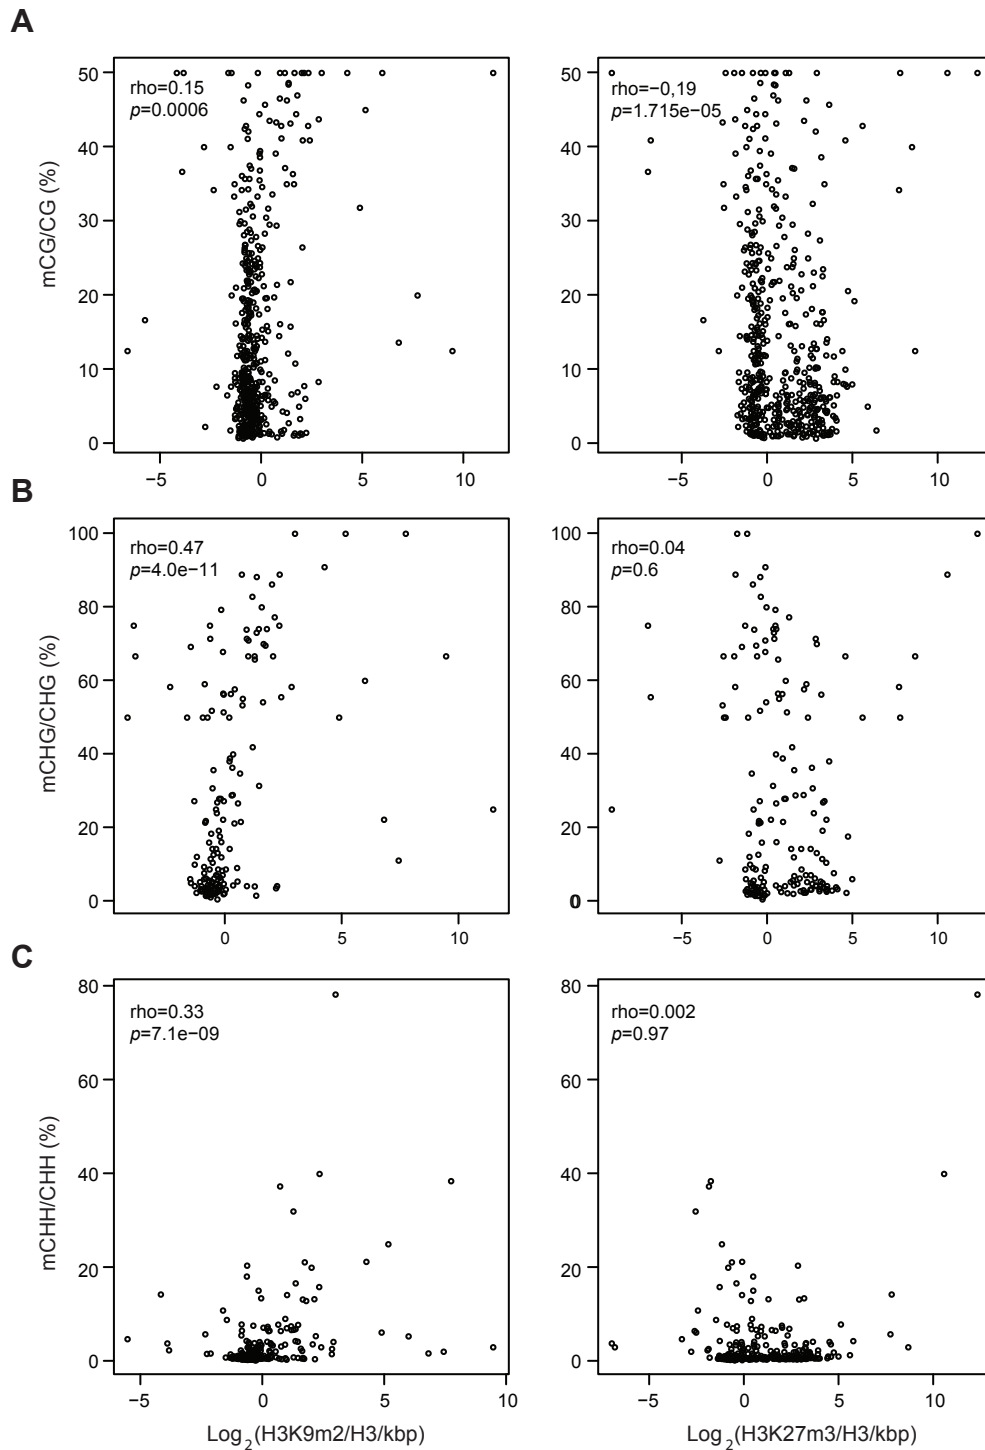 A
mCG/CG (%)
50
40
30
20
10
0
rho=0.15
p=0.0006
−5
0
5
10
50
40
30
20
10
0
rho=−0,19
p=1.715e−05
−5
0
5
10
B
mCHG/CHG (%)
100
80
60
40
20
0
rho=0.47
p=4.0e−11
0
5
10
100
80
60
40
20
0
rho=0.04
p=0.6
−5
0
5
10
C
mCHH/CHH (%)
80
60
40
20
0
rho=0.33
p=7.1e−09
−5
0
5
10
Log2(H3K9m2/H3/kbp)
80
60
40
20
0
rho=0.002
p=0.97
−5
0
5
10
Log2(H3K27m3/H3/kbp)